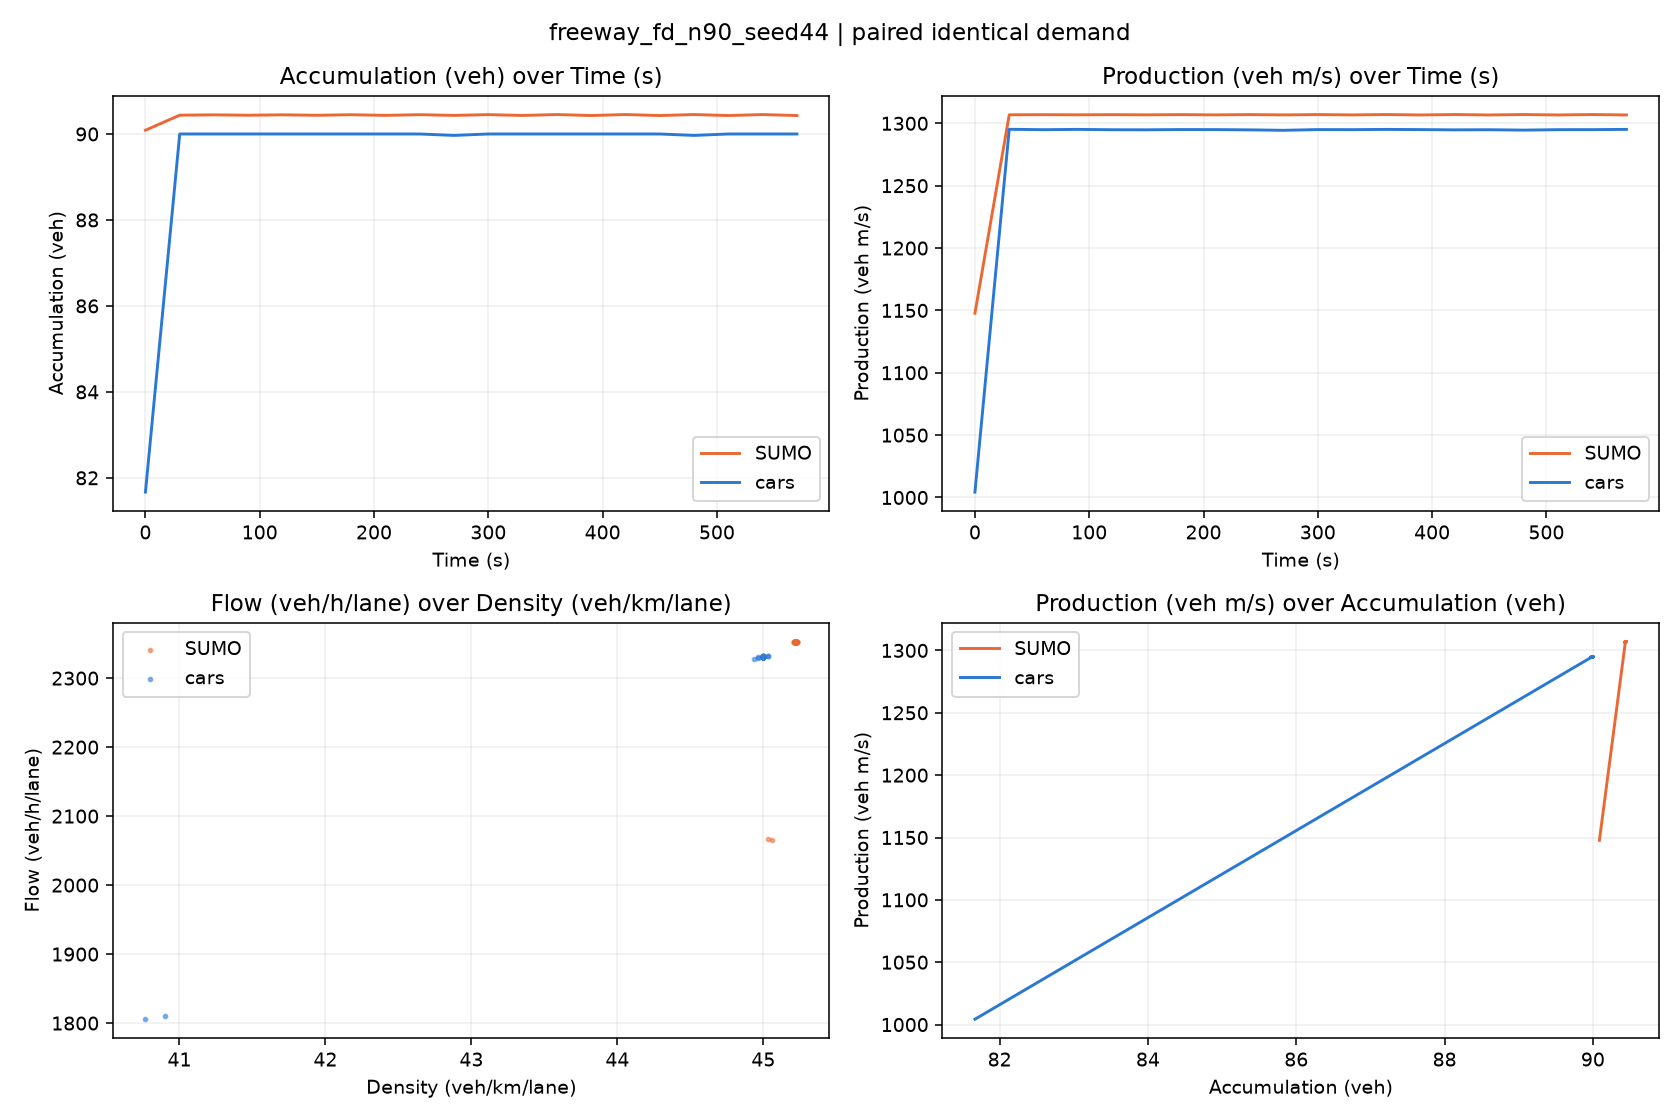 freeway_fd_n90_seed44 | paired identical demand
Accumulation (veh) over Time (s)
Accumulation (veh)
90
88
86
84
82
0 100 200 300 400 500
Time (s)
SUMO
cars
Production (veh m/s) over Time (s)
Production (veh m/s)
1300
1250
1200
1150
1100
1050
1000
0 100 200 300 400 500
Time (s)
SUMO
cars
Flow (veh/h/lane) over Density (veh/km/lane)
Flow (veh/h/lane)
2300
2200
2100
2000
1900
1800
41 42 43 44 45
Density (veh/km/lane)
SUMO
cars
Production (veh m/s) over Accumulation (veh)
Production (veh m/s)
1300
1250
1200
1150
1100
1050
1000
82 84 86 88 90
Accumulation (veh)
SUMO
cars